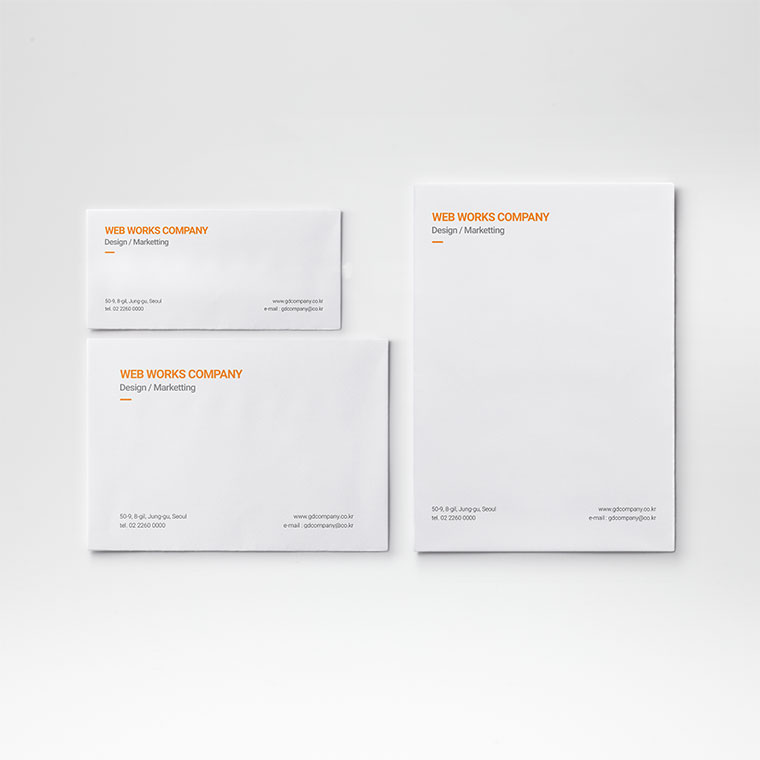 WEB WORKS COMPANY
Design / Marketting
50-9, 8-gil, Jung-gu, Seoul
tel. 02 2260 0000
www.gdcompany.co.kr
e-mail : gdcompany@co.kr
WEB WORKS COMPANY
Design / Marketting
50-9, 8-gil, Jung-gu, Seoul
tel. 02 2260 0000
www.gdcompany.co.kr
e-mail : gdcompany@co.kr
WEB WORKS COMPANY
Design / Marketting
50-9, 8-gil, Jung-gu, Seoul
tel. 02 2260 0000
www.gdcompany.co.kr
e-mail : gdcompany@co.kr